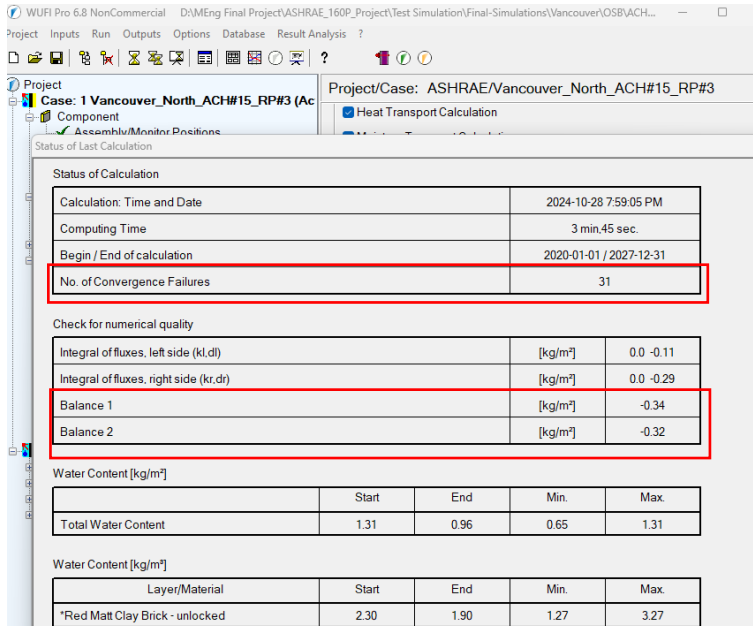 WUFI Pro 6.8 NonCommercial D:\MEng Final Project\ASHRAE_160P_Project\Test Simulation\Final-Simulations\Vancouver\OSB\ACH...
Project Inputs Run Outputs Options Database Result Analysis ?
Project
Project/Case: ASHRAE/Vancouver_North_ACH#15_RP#3
Case: 1 Vancouver_North_ACH#15_RP#3 (Ac
Heat Transport Calculation
Component
Assembly/Monitor Positions
Status of Last Calculation
Status of Calculation
Calculation: Time and Date 2024-10-28 7:59:05 PM
Computing Time 3 min,45 sec.
Begin / End of calculation 2020-01-01 / 2027-12-31
No. of Convergence Failures 31
Check for numerical quality
Integral of fluxes, left side (kl,dl) [kg/m²] 0.0 -0.11
Integral of fluxes, right side (kr,dr) [kg/m²] 0.0 -0.29
Balance 1 [kg/m²] -0.34
Balance 2 [kg/m²] -0.32
Water Content [kg/m²]
Start End Min. Max.
Total Water Content 1.31 0.96 0.65 1.31
Water Content [kg/m³]
Layer/Material Start End Min. Max.
*Red Matt Clay Brick - unlocked 2.30 1.90 1.27 3.27